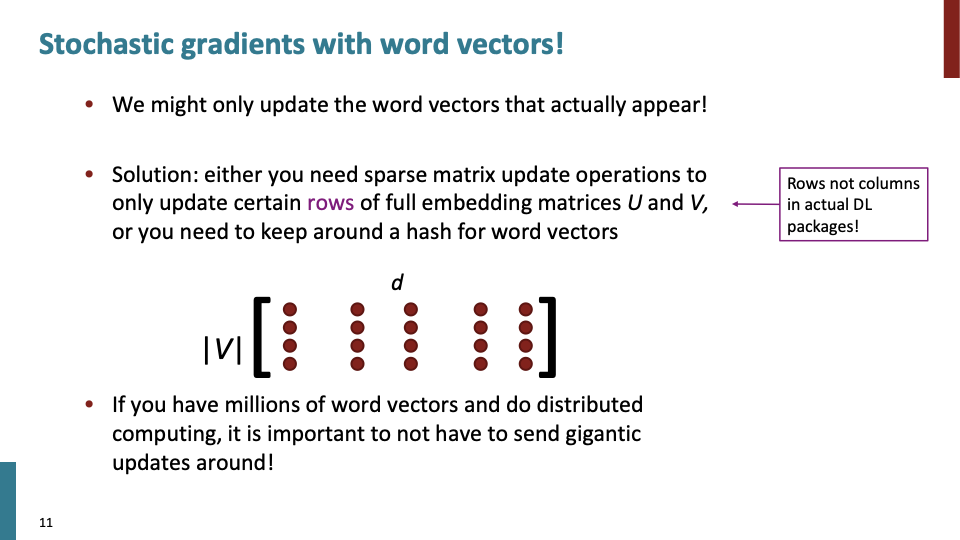 Stochastic gradients with word vectors!
• We might only update the word vectors that actually appear!
• Solution: either you need sparse matrix update operations to
only update certain rows of full embedding matrices U and V,
or you need to keep around a hash for word vectors
Rows not columns
in actual DL
packages!
d
|V| [ ]
• If you have millions of word vectors and do distributed
computing, it is important to not have to send gigantic
updates around!
11